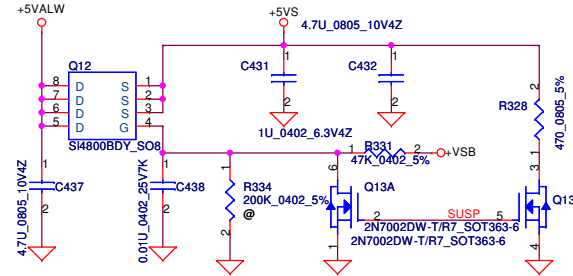 +5VALW
+5VS
4.7U_0805_10V4Z
Q12
8 D S 1
7 D S 2
6 D S 3
5 D G 4
SI4800BDY_SO8
1
C431
2
1
C432
2
2
R328
470_0805_5%
1
1U_0402_6.3V4Z
1
C437
2
4.7U_0805_10V4Z
1
C438
2
0.01U_0402_25V7K
1
R334
200K_0402_5%
@
2
1 R331 2
47K_0402_5%
+VSB
6
Q13A
2
1
2N7002DW-T/R7_SOT363-6
SUSP
2N7002DW-T/R7_SOT363-6
3
Q13
5
4